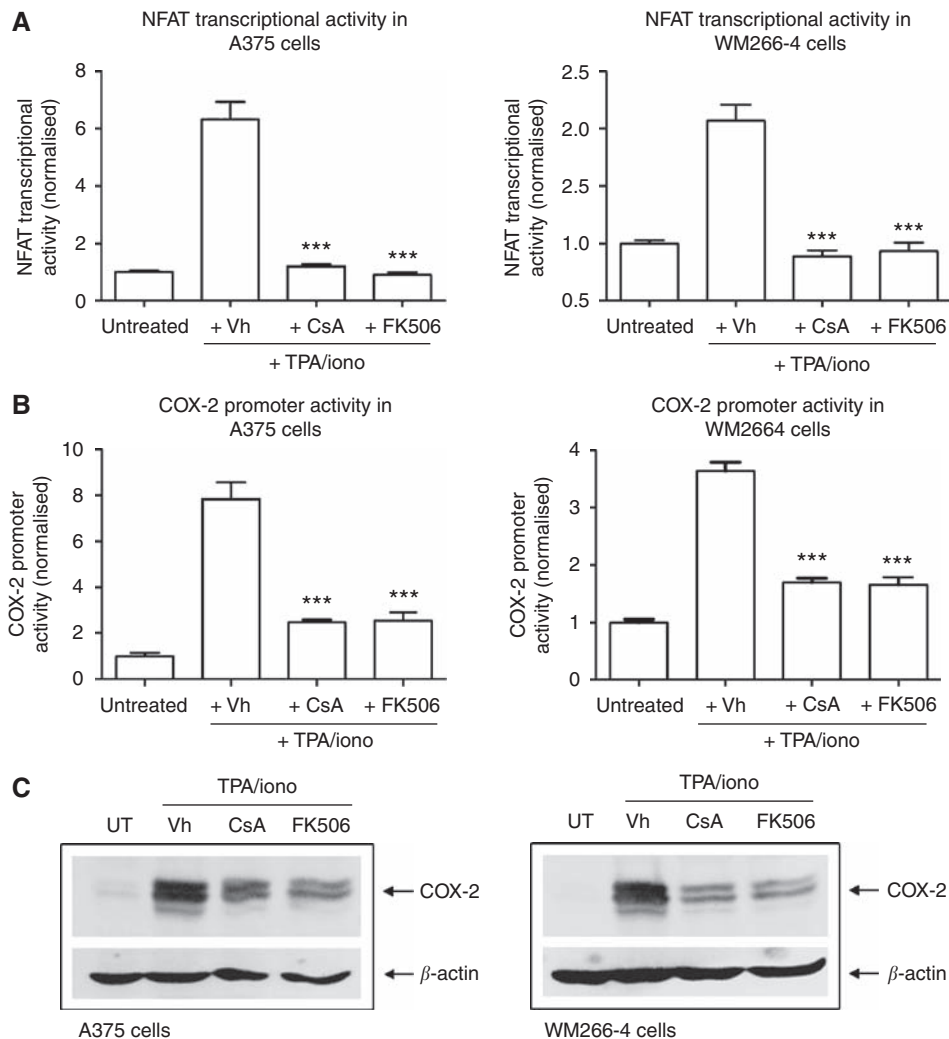 A
NFAT transcriptional activity in
A375 cells
NFAT transcriptional
activity (normalised)
8
6
4
2
0
***
***
Untreated
+ Vh
+ CsA
+ FK506
+ TPA/iono
NFAT transcriptional activity in
WM266-4 cells
NFAT transcriptional
activity (normalised)
2.5
2.0
2.5
1.0
0.5
***
***
Untreated
+ Vh
+ CsA
+ FK506
+ TPA/iono
B
COX-2 promoter activity in
A375 cells
COX-2 promoter
activity (normalised)
10
8
6
4
2
0
***
***
Untreated
+ Vh
+ CsA
+ FK506
+ TPA/iono
COX-2 promoter activity in
WM2664 cells
COX-2 promoter
activity (normalised)
4
3
2
1
0
***
***
Untreated
+ Vh
+ CsA
+ FK506
+ TPA/iono
C
TPA/iono
UT Vh CsA FK506
COX-2
β-actin
A375 cells
TPA/iono
UT Vh CsA FK506
COX-2
β-actin
WM266-4 cells